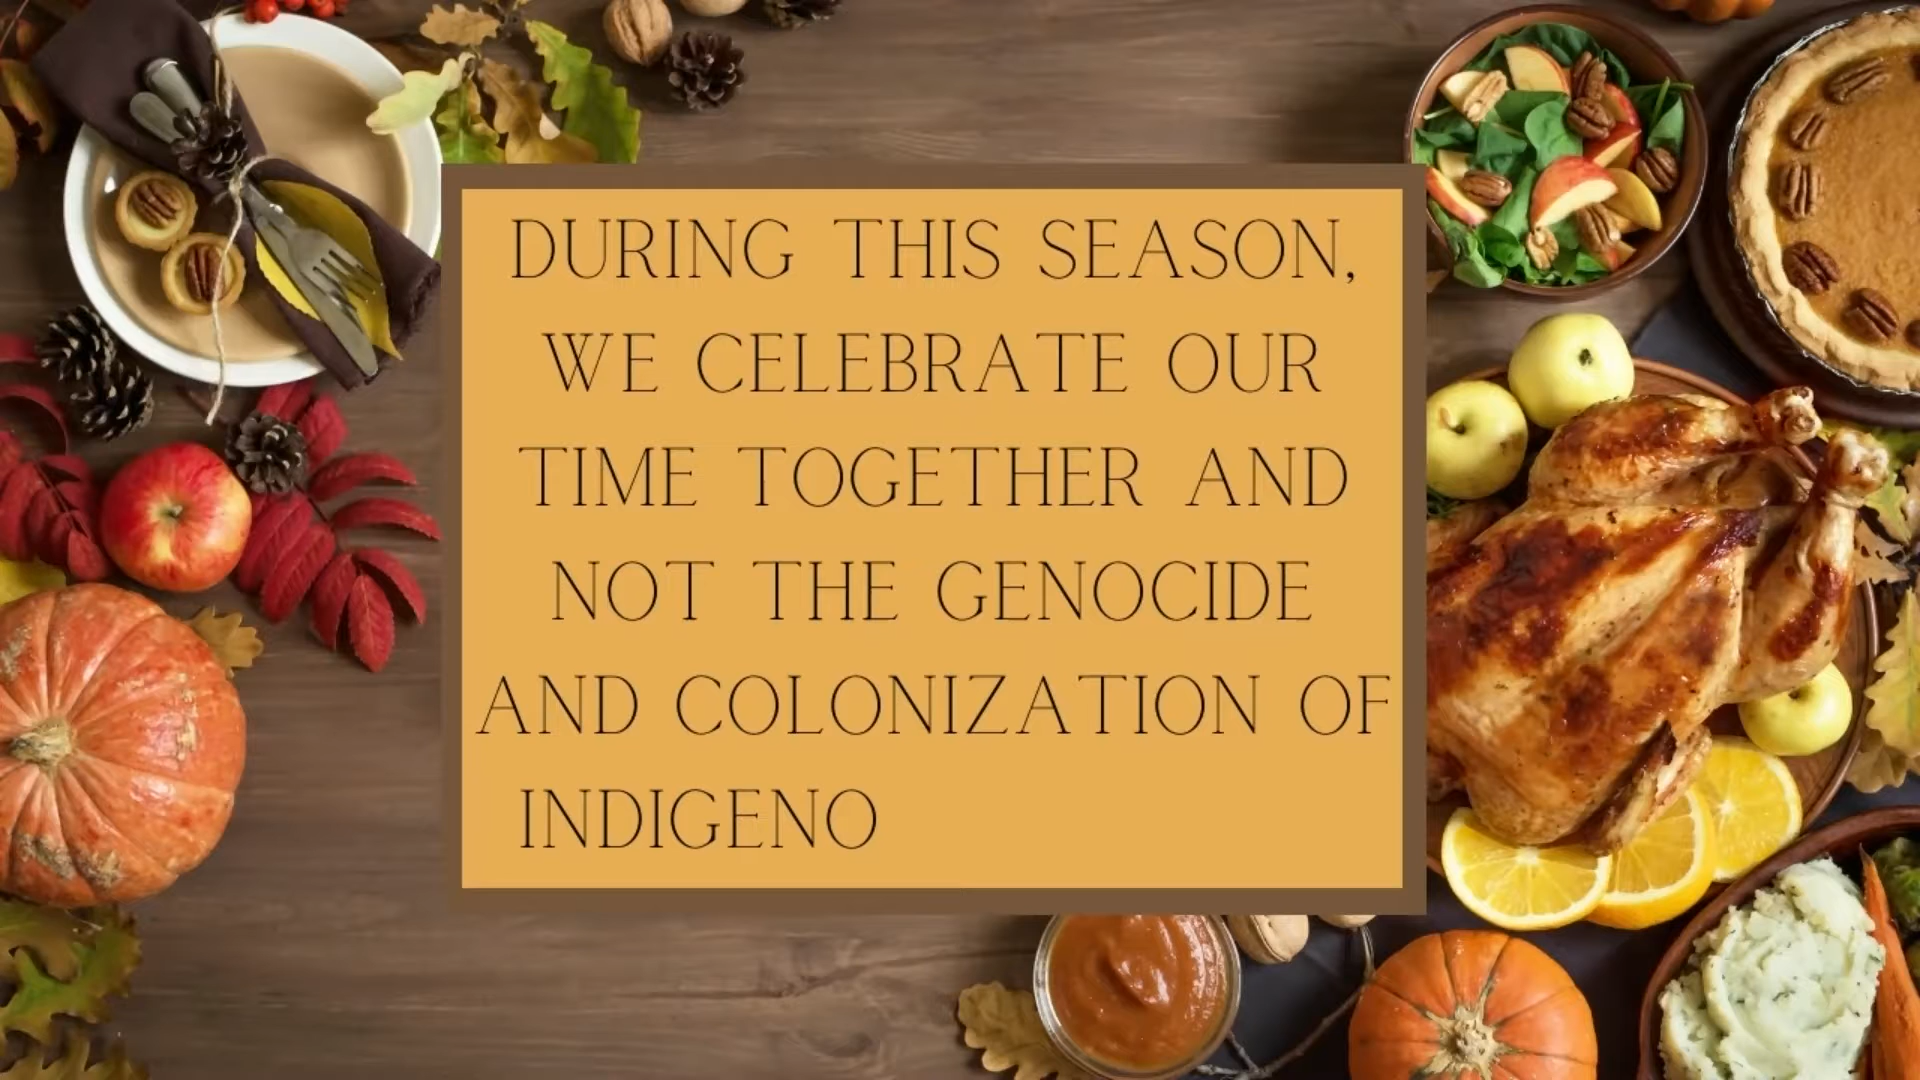 DURING THIS SEASON,
WE CELEBRATE OUR
TIME TOGETHER AND
NOT THE GENOCIDE
AND COLONIZATION OF
INDIGENO